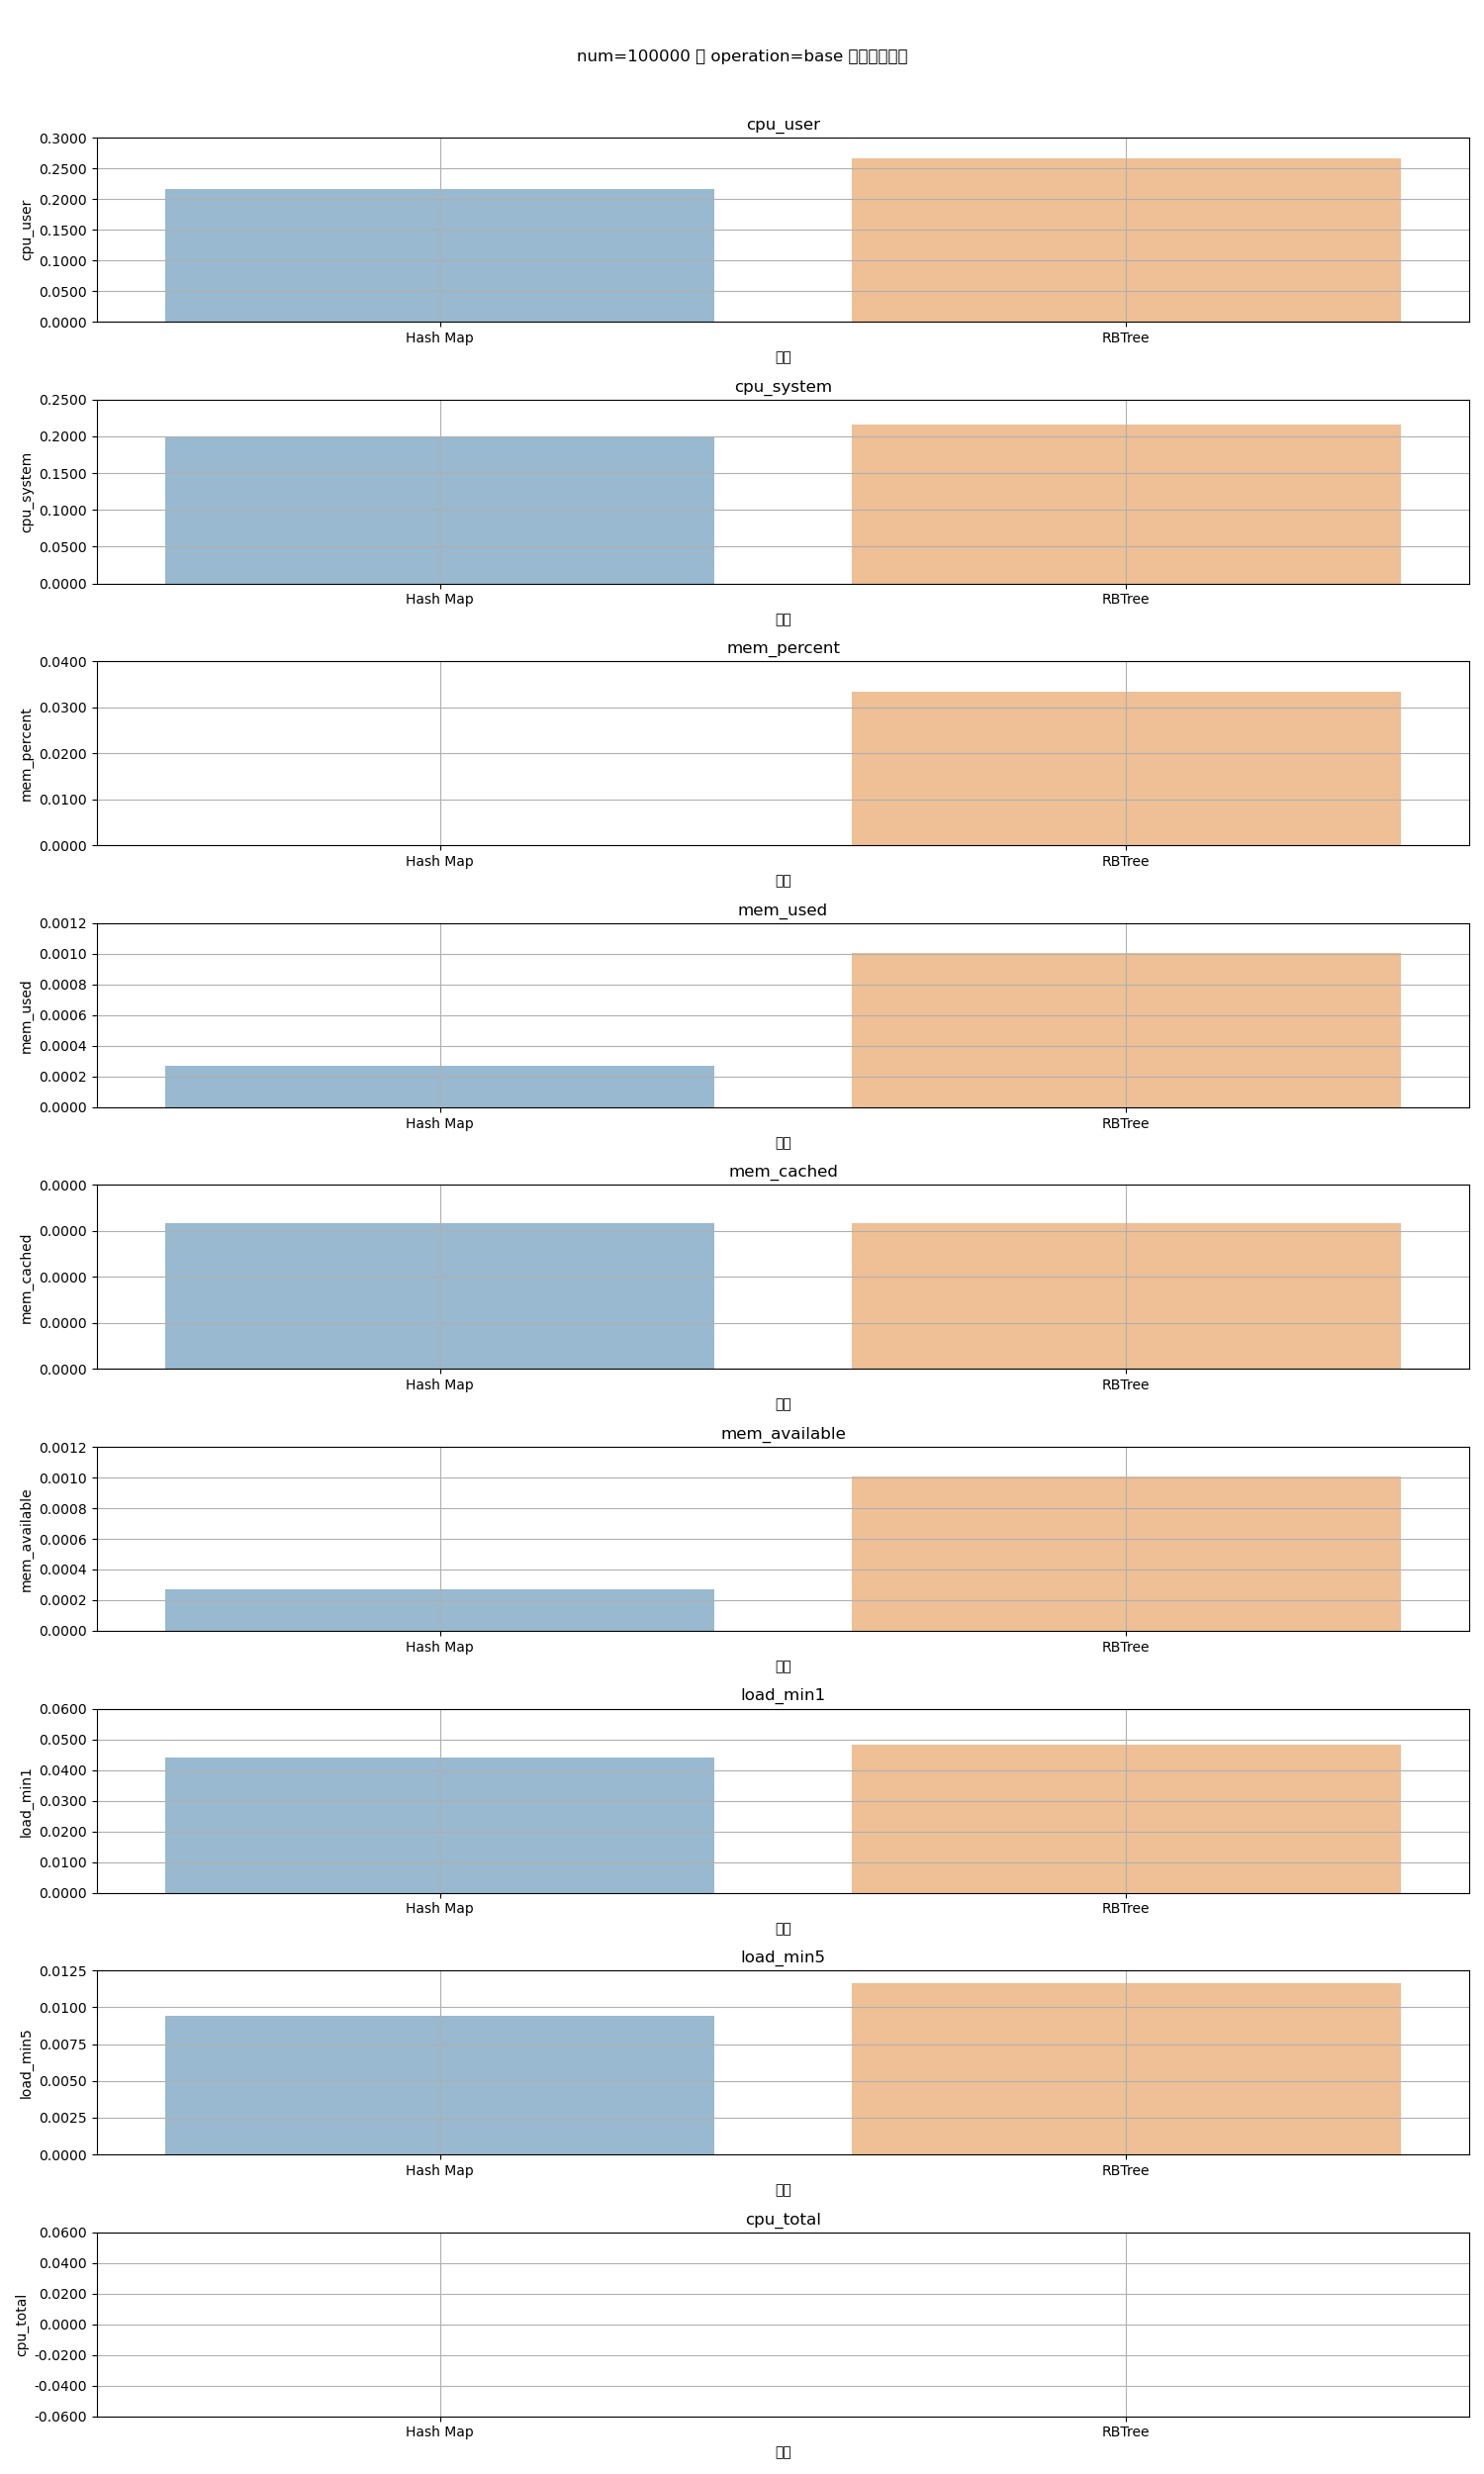 num=100000 operation=base
cpu_user
0.3000
0.2500
0.2000
0.1500
0.1000
0.0500
0.0000
cpu_user
Hash Map RBTree
cpu_system
0.2500
0.2000
0.1500
0.1000
0.0500
0.0000
cpu_system
Hash Map RBTree
mem_percent
0.0400
0.0300
0.0200
0.0100
0.0000
mem_percent
Hash Map RBTree
mem_used
0.0012
0.0010
0.0008
0.0006
0.0004
0.0002
0.0000
mem_used
Hash Map RBTree
mem_cached
0.0000
0.0000
0.0000
0.0000
0.0000
mem_cached
Hash Map RBTree
mem_available
0.0012
0.0010
0.0008
0.0006
0.0004
0.0002
0.0000
mem_available
Hash Map RBTree
load_min1
0.0600
0.0500
0.0400
0.0300
0.0200
0.0100
0.0000
load_min1
Hash Map RBTree
load_min5
0.0125
0.0100
0.0075
0.0050
0.0025
0.0000
load_min5
Hash Map RBTree
cpu_total
0.0600
0.0400
0.0200
0.0000
-0.0200
-0.0400
-0.0600
cpu_total
Hash Map RBTree